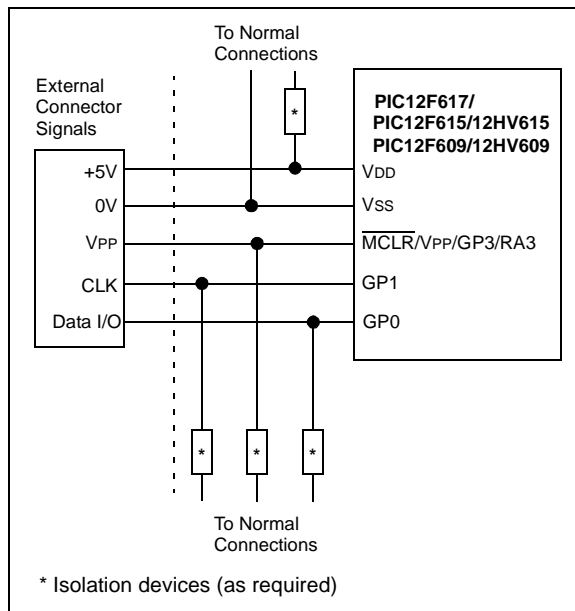 To Normal
Connections
External
Connector
Signals
*
PIC12F617/
PIC12F615/12HV615
PIC12F609/12HV609
+5V
VDD
0V
VSS
VPP
MCLR/VPP/GP3/RA3
CLK
GP1
Data I/O
GP0
* * *
To Normal
Connections
* Isolation devices (as required)